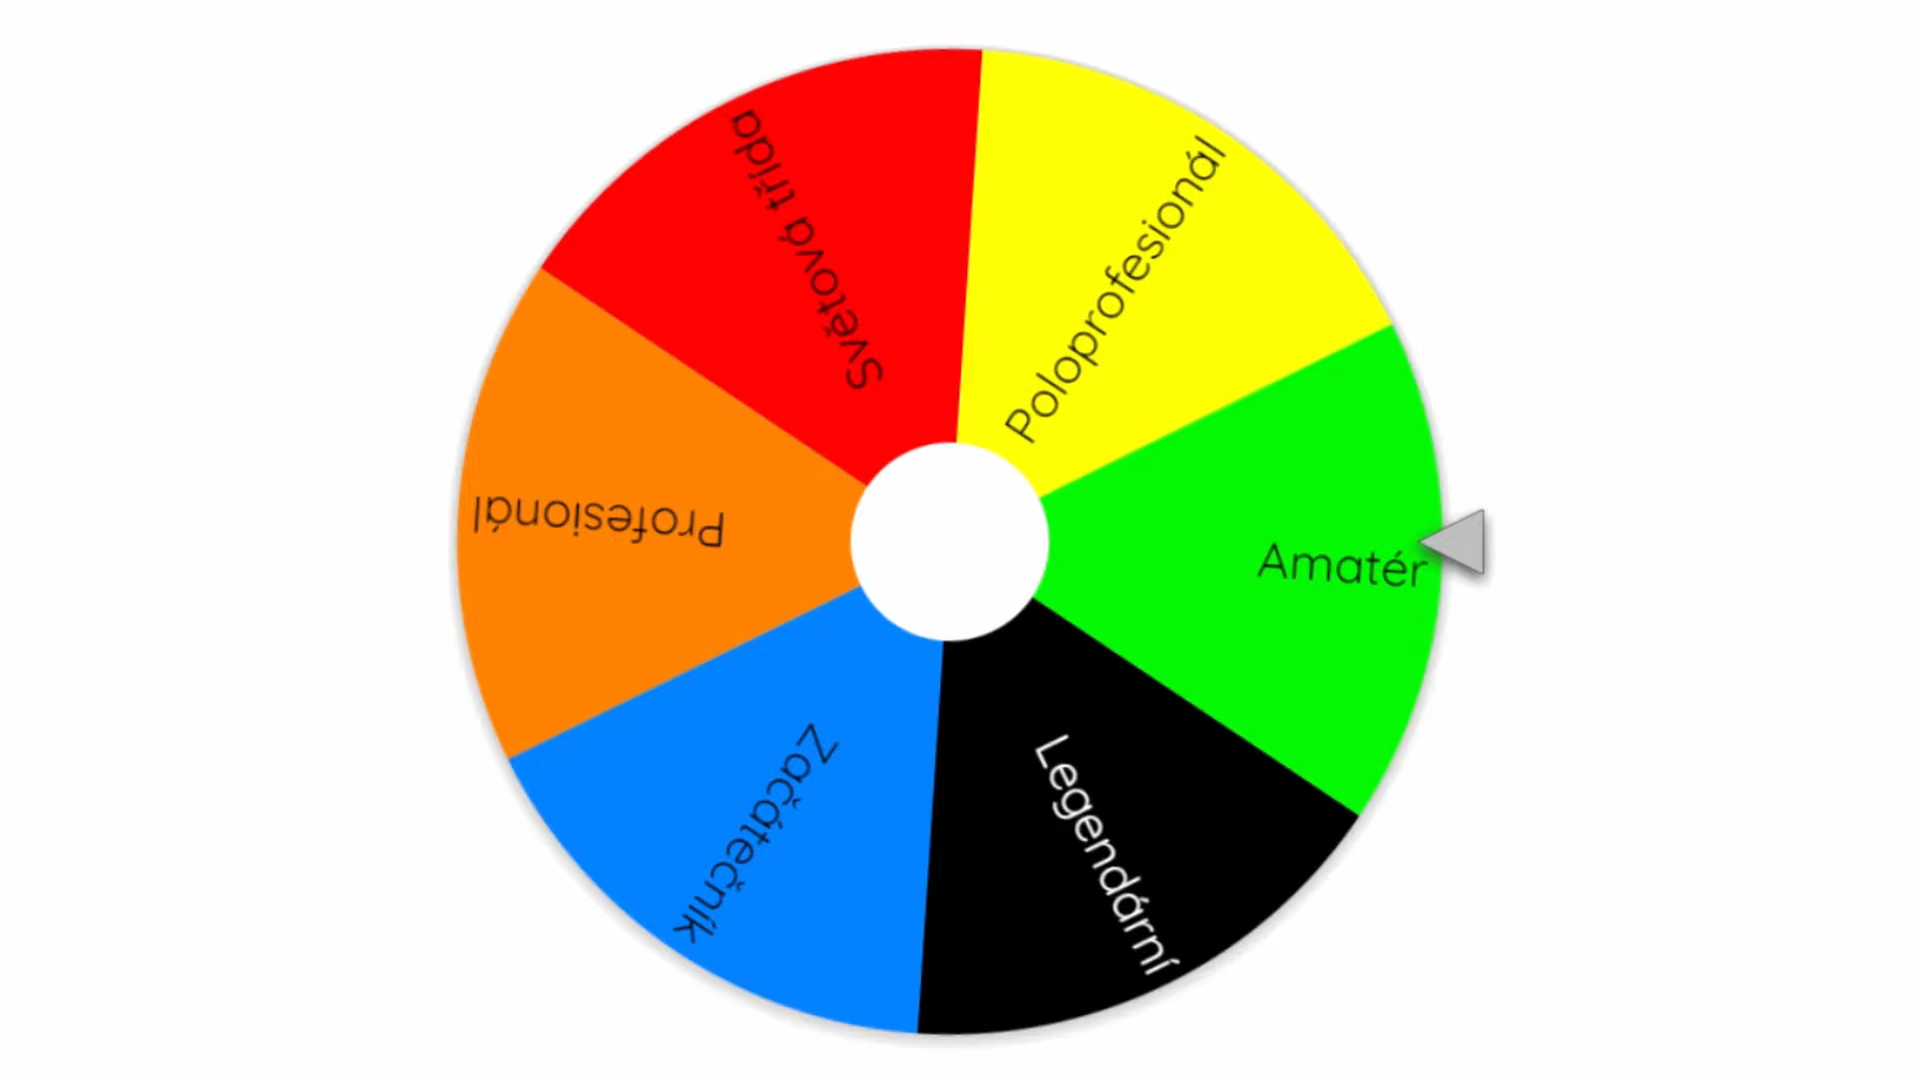 Světová třída
Poloprofesionál
Profesionál
Amatér
Začátečník
Legendární